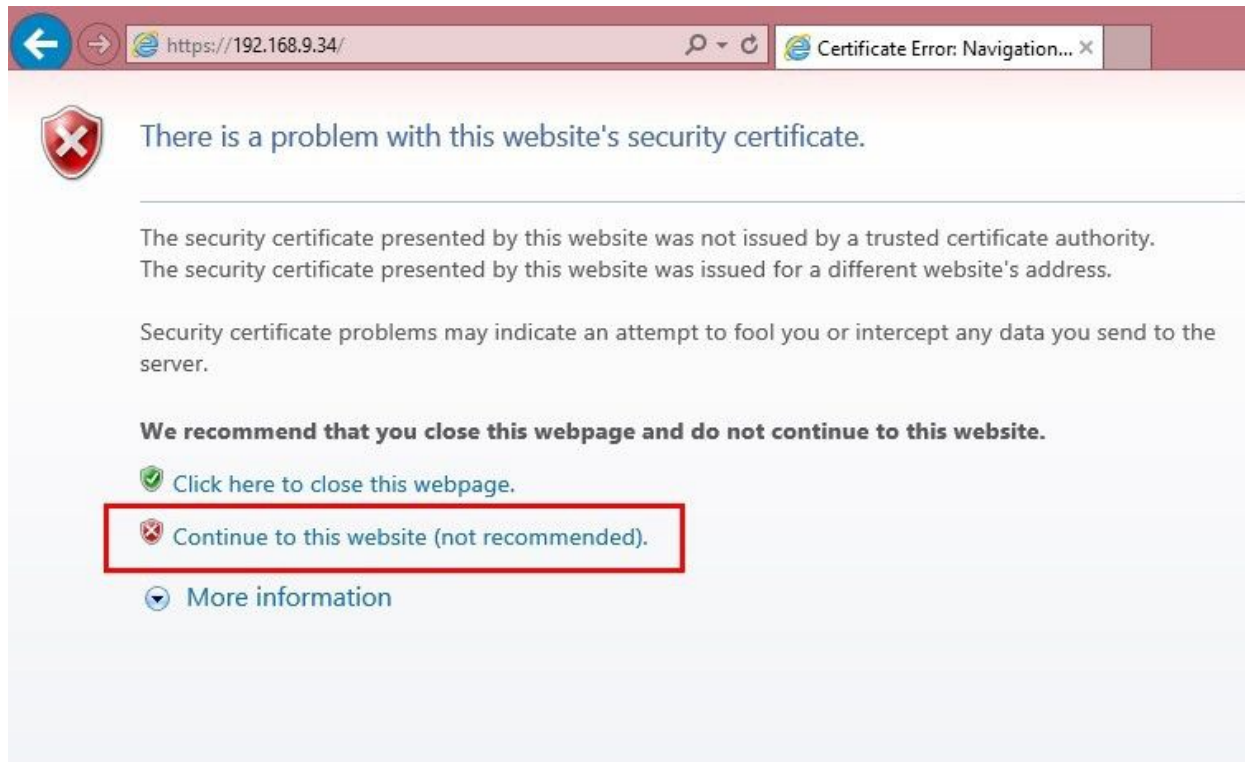 https://192.168.9.34/
Certificate Error: Navigation...
There is a problem with this website's security certificate.
The security certificate presented by this website was not issued by a trusted certificate authority.
The security certificate presented by this website was issued for a different website's address.
Security certificate problems may indicate an attempt to fool you or intercept any data you send to the
server.
We recommend that you close this webpage and do not continue to this website.
Click here to close this webpage.
Continue to this website (not recommended).
More information